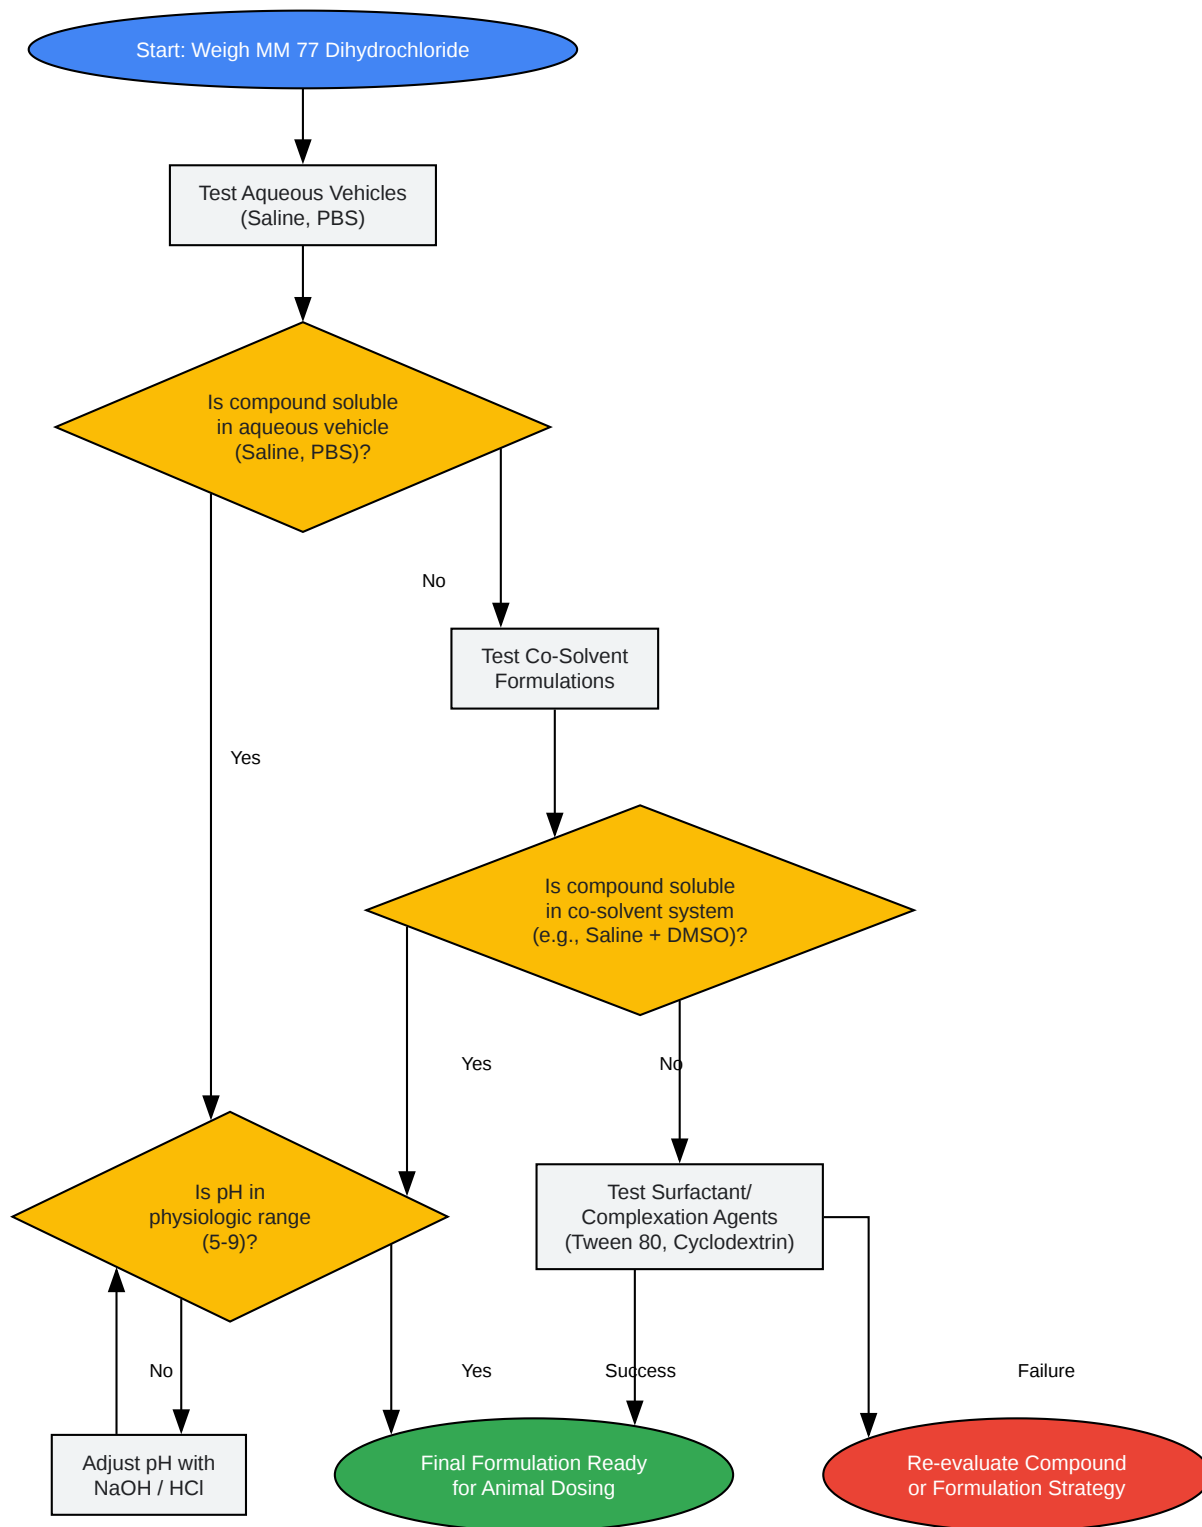 Start: Weigh MM 77 Dihydrochloride
Test Aqueous Vehicles
(Saline, PBS)
Is compound soluble
in aqueous vehicle
(Saline, PBS)?
No
Test Co-Solvent
Formulations
Yes
Is compound soluble
in co-solvent system
(e.g., Saline + DMSO)?
Yes
No
Is pH in
physiologic range
(5-9)?
Test Surfactant/
Complexation Agents
(Tween 80, Cyclodextrin)
No
Yes
Success
Failure
Adjust pH with
NaOH / HCl
Final Formulation Ready
for Animal Dosing
Re-evaluate Compound
or Formulation Strategy